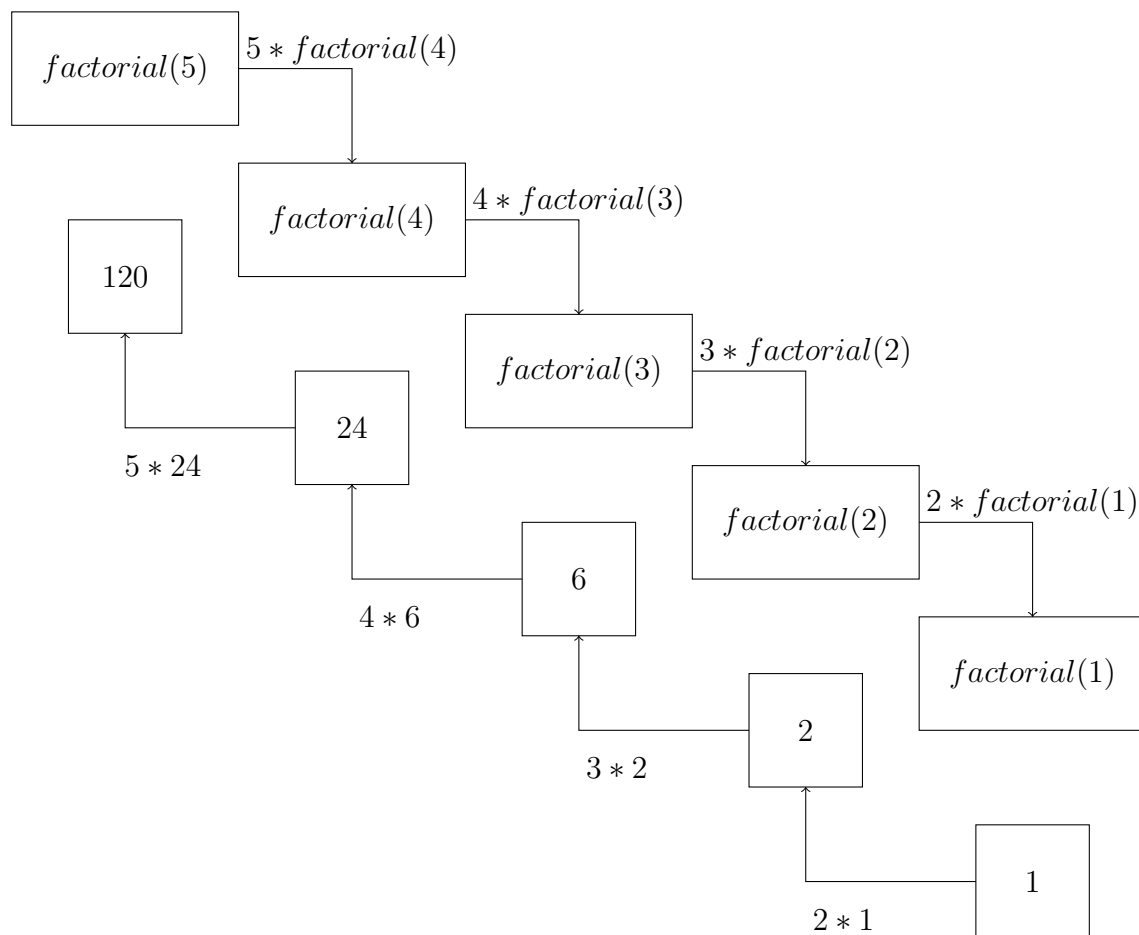 factorial(5)
5 * factorial(4)
factorial(4)
4 * factorial(3)
120
factorial(3)
3 * factorial(2)
24
5 * 24
factorial(2)
2 * factorial(1)
6
4 * 6
factorial(1)
2
3 * 2
1
2 * 1